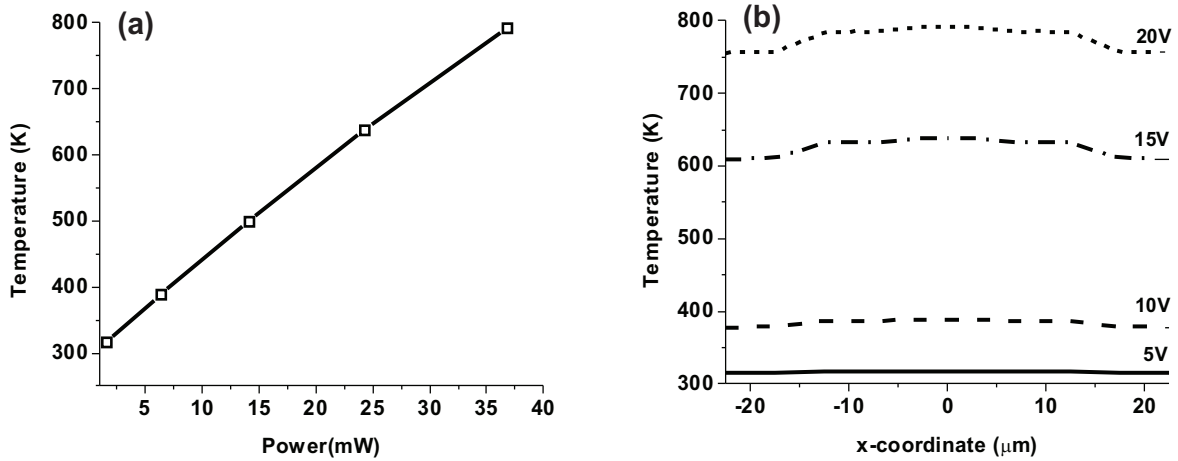 (a)
Temperature (K)
800
700
600
500
400
300
5 10 15 20 25 30 35 40
Power(mW)
(b)
Temperature (K)
800
700
600
500
400
300
20V
15V
10V
5V
-20 -10 0 10 20
x-coordinate (μm)